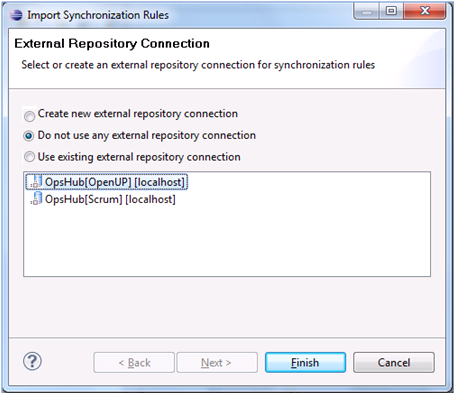 Import Synchronization Rules
External Repository Connection
Select or create an external repository connection for synchronization rules
Create new external repository connection
Do not use any external repository connection
Use existing external repository connection
OpsHub[OpenUP] [localhost]
OpsHub[Scrum] [localhost]
? < Back Next > Finish Cancel